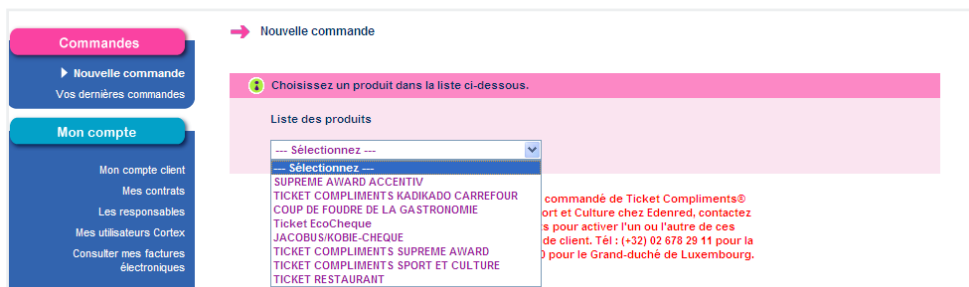 Commandes
Nouvelle commande
Vos dernières commandes
Mon compte
Mon compte client
Mes contrats
Les responsables
Mes utilisateurs Cortex
Consulter mes factures
électroniques
Nouvelle commande
Choisissez un produit dans la liste ci-dessous.
Liste des produits
--- Sélectionnez ---
--- Sélectionnez ---
SUPREME AWARD ACCENTIV
TICKET COMPLIMENTS KADIKADO CARREFOUR
COUP DE FOUDRE DE LA GASTRONOMIE
Ticket EcoCheque
JACOBUS/KOBIE-CHEQUE
TICKET COMPLIMENTS SUPREME AWARD
TICKET COMPLIMENTS SPORT ET CULTURE
TICKET RESTAURANT
commandé de Ticket Compliments®
ort et Culture chez Edenred, contactez
s pour activer l'un ou l'autre de ces
de client. Tél : (+32) 02 678 29 11 pour la
0 pour le Grand-duché de Luxembourg.